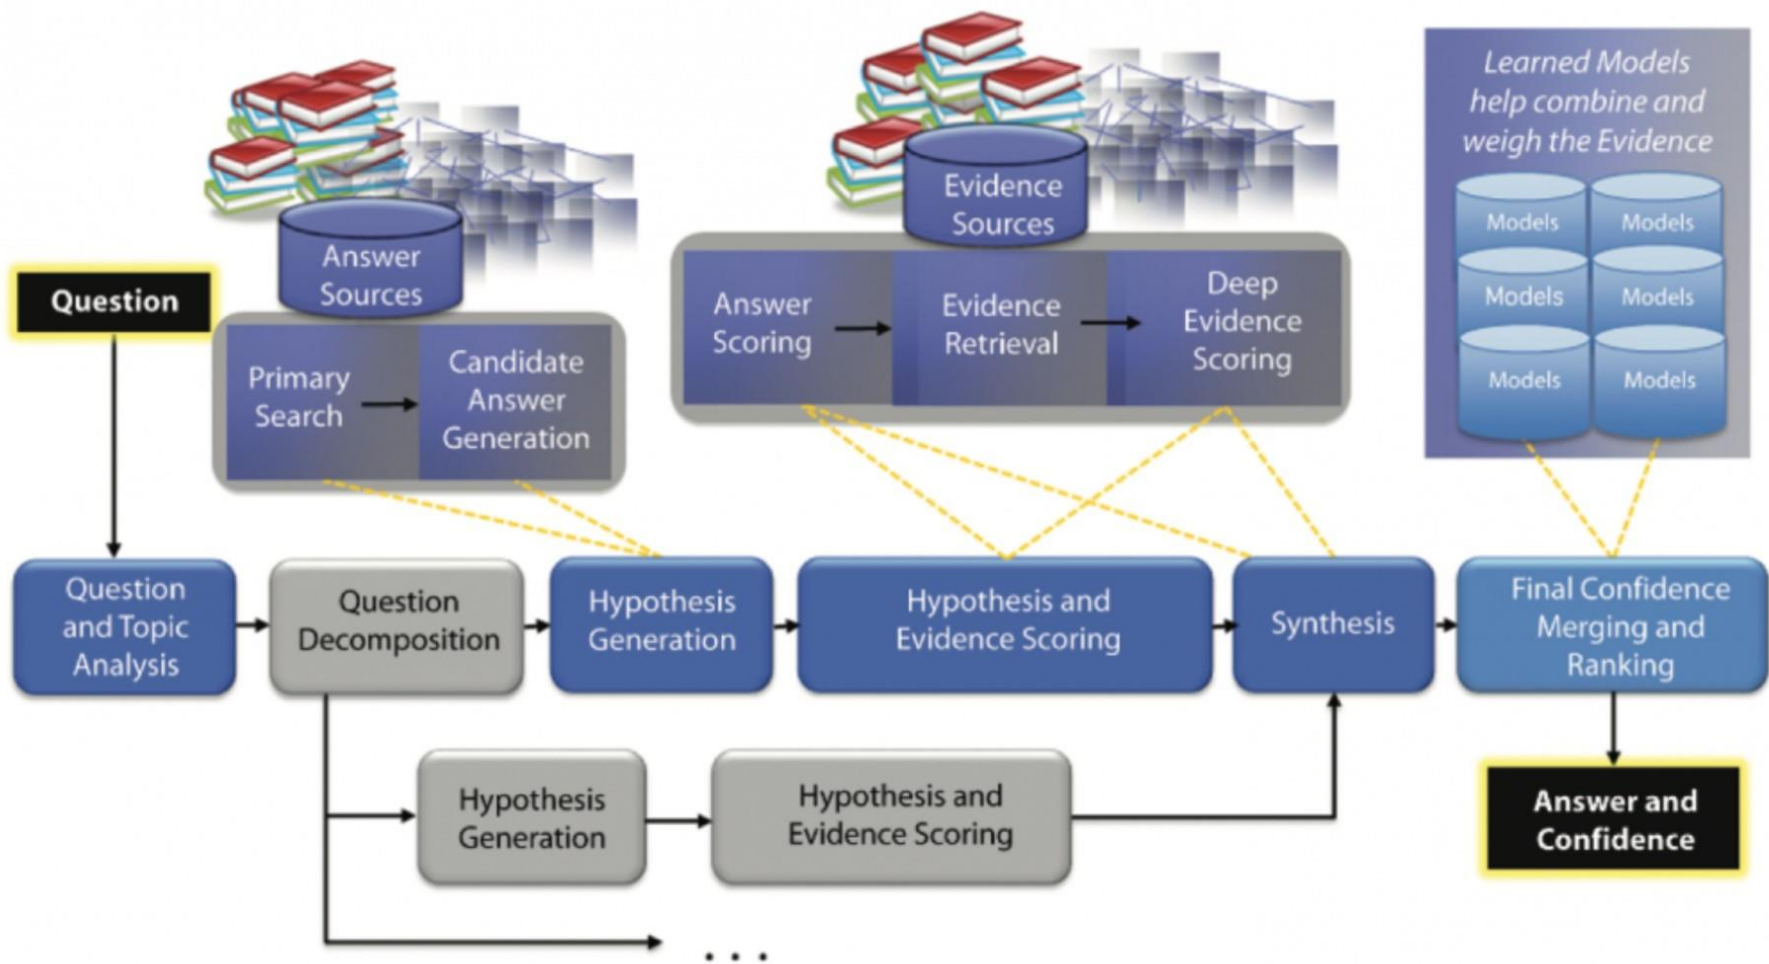 Learned Models
help combine and
weigh the Evidence
Evidence
Sources
Models
Models
Answer
Sources
Question
Answer
Scoring
Evidence
Retrieval
Deep
Evidence
Scoring
Models
Models
Primary
Search
Candidate
Answer
Generation
Models
Models
Question
and Topic
Analysis
Question
Decomposition
Hypothesis
Generation
Hypothesis and
Evidence Scoring
Synthesis
Final Confidence
Merging and
Ranking
Hypothesis
Generation
Hypothesis and
Evidence Scoring
Answer and
Confidence
. . .